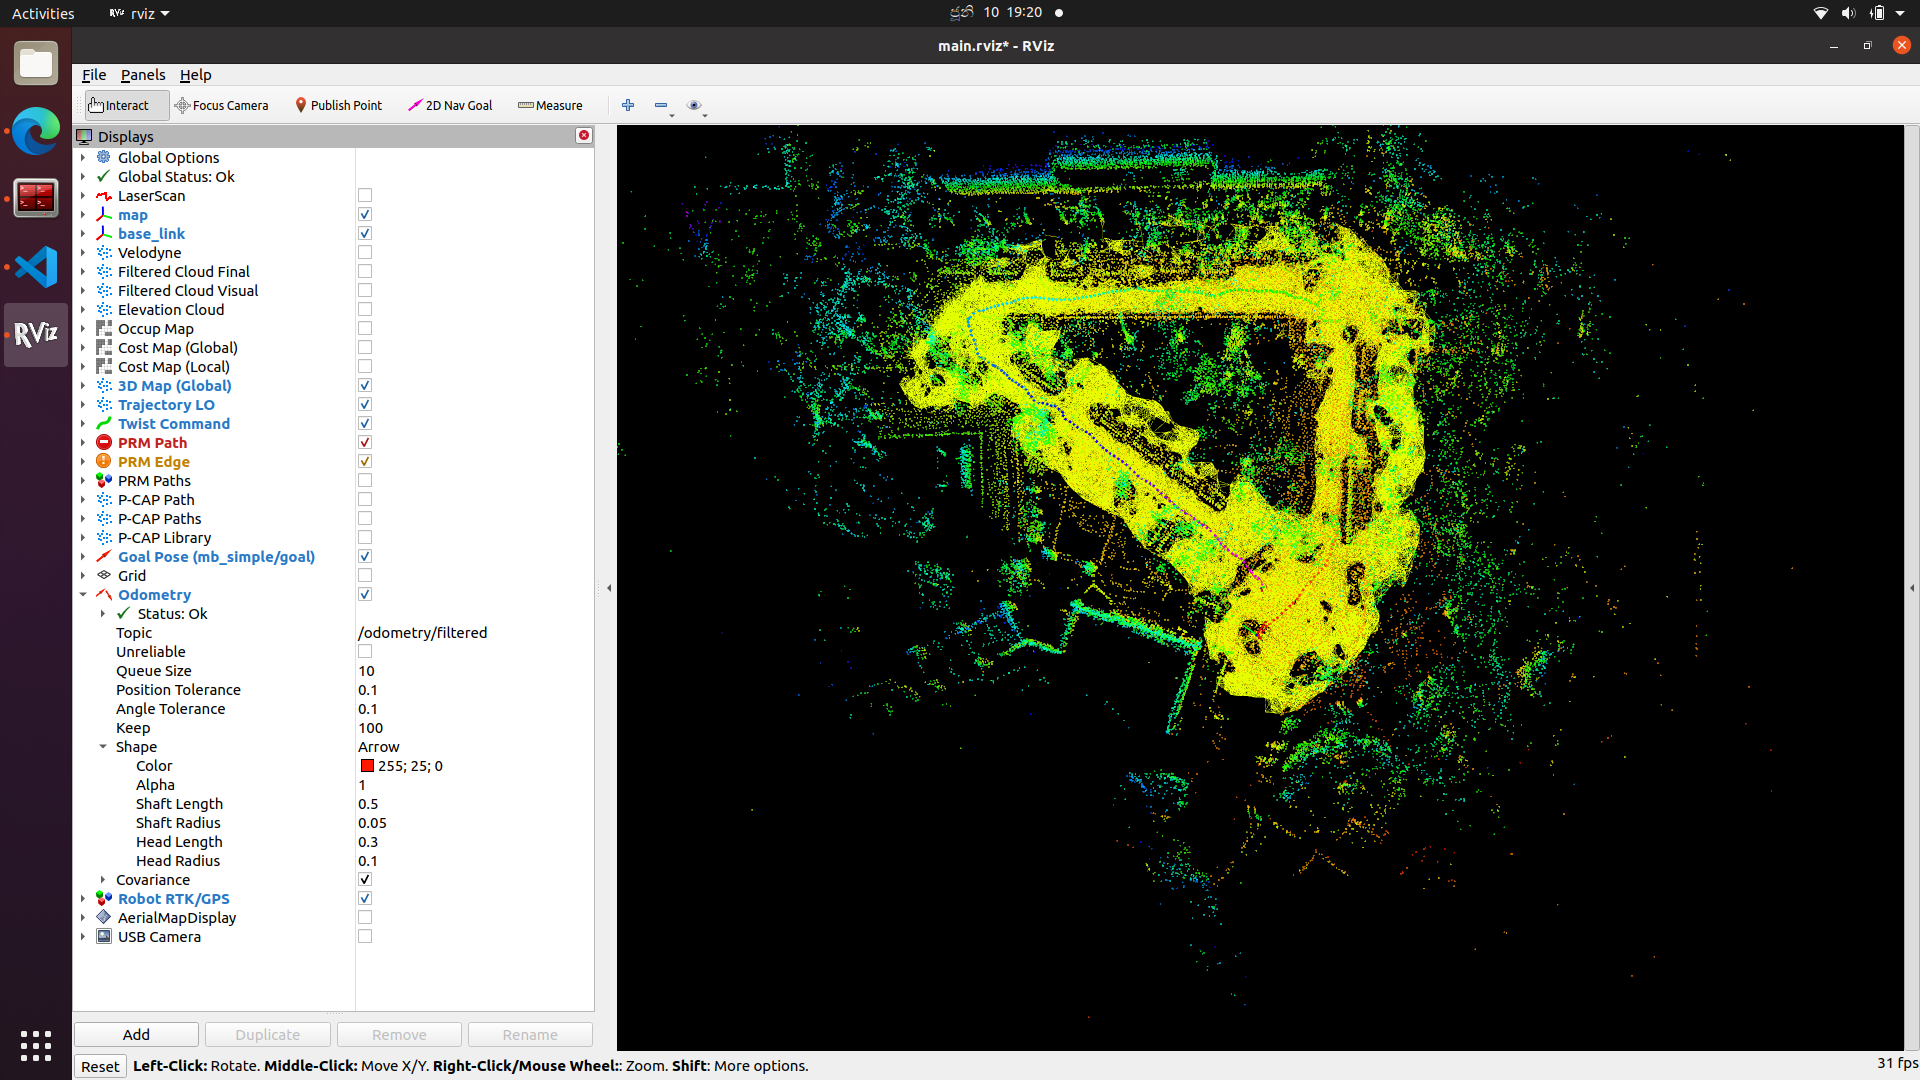 Activities rviz ජූනි 10 19:20
main.rviz* - RViz
File Panels Help
Interact Focus Camera Publish Point 2D Nav Goal Measure
Displays
Global Options
Global Status: Ok
LaserScan
map
base_link
Velodyne
Filtered Cloud Final
Filtered Cloud Visual
Elevation Cloud
Occup Map
Cost Map (Global)
Cost Map (Local)
3D Map (Global)
Trajectory LO
Twist Command
PRM Path
PRM Edge
PRM Paths
P-CAP Path
P-CAP Paths
P-CAP Library
Goal Pose (mb_simple/goal)
Grid
Odometry
Status: Ok
Topic /odometry/filtered
Unreliable
Queue Size 10
Position Tolerance 0.1
Angle Tolerance 0.1
Keep 100
Shape Arrow
Color 255; 25; 0
Alpha 1
Shaft Length 0.5
Shaft Radius 0.05
Head Length 0.3
Head Radius 0.1
Covariance
Robot RTK/GPS
AerialMapDisplay
USB Camera
Add Duplicate Remove Rename
Reset Left-Click: Rotate. Middle-Click: Move X/Y. Right-Click/Mouse Wheel:: Zoom. Shift: More options. 31 fps
RViz